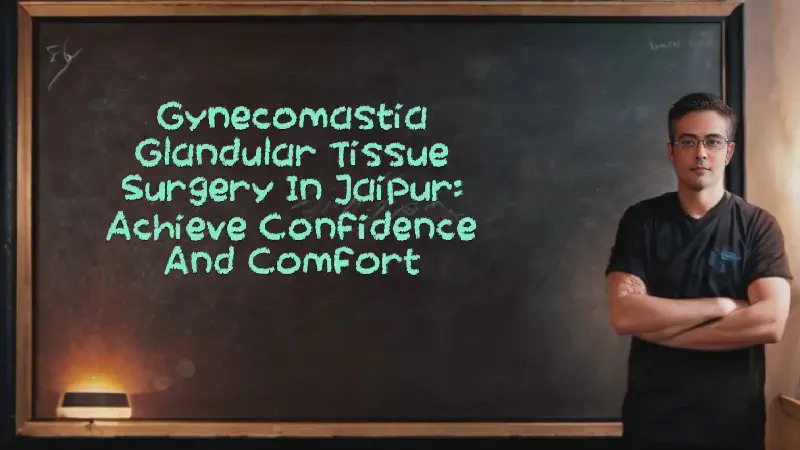 Gynecomastia
Glandular Tissue
Surgery In Jaipur:
Achieve Confidence
And Comfort